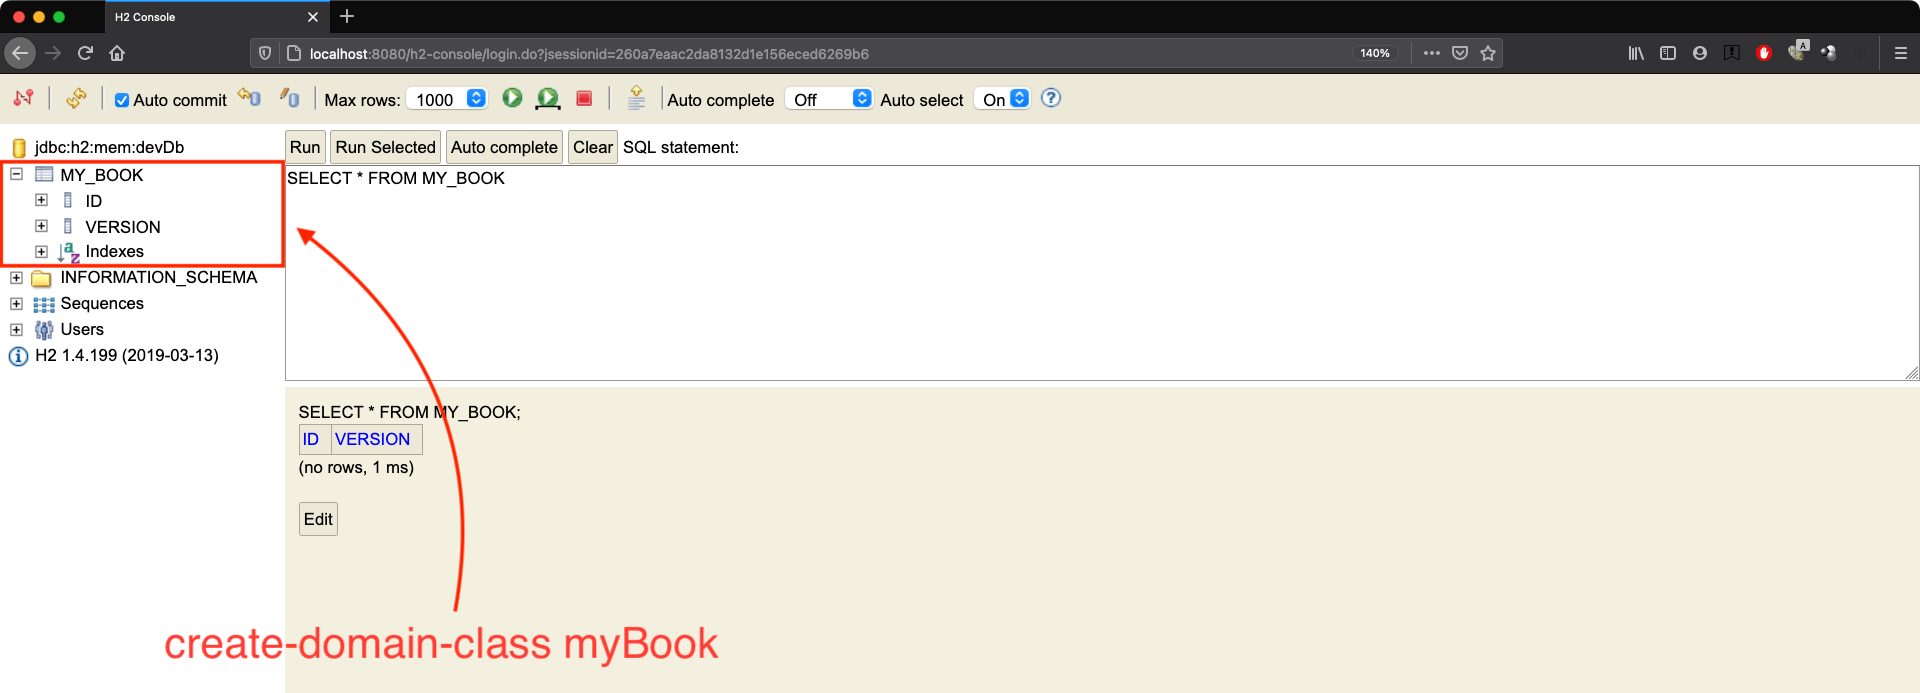 H2 Console
localhost:8080/h2-console/login.do?jsessionid=260a7eaac2da8132d1e156eced6269b6
140%
A
Auto commit
Max rows: 1000
Auto complete Off
Auto select On
?
jdbc:h2:mem:devDb
MY_BOOK
ID
VERSION
Indexes
INFORMATION_SCHEMA
Sequences
Users
H2 1.4.199 (2019-03-13)
Run Run Selected Auto complete Clear SQL statement:
SELECT * FROM MY_BOOK
SELECT * FROM MY_BOOK;
ID VERSION
(no rows, 1 ms)
Edit
create-domain-class myBook